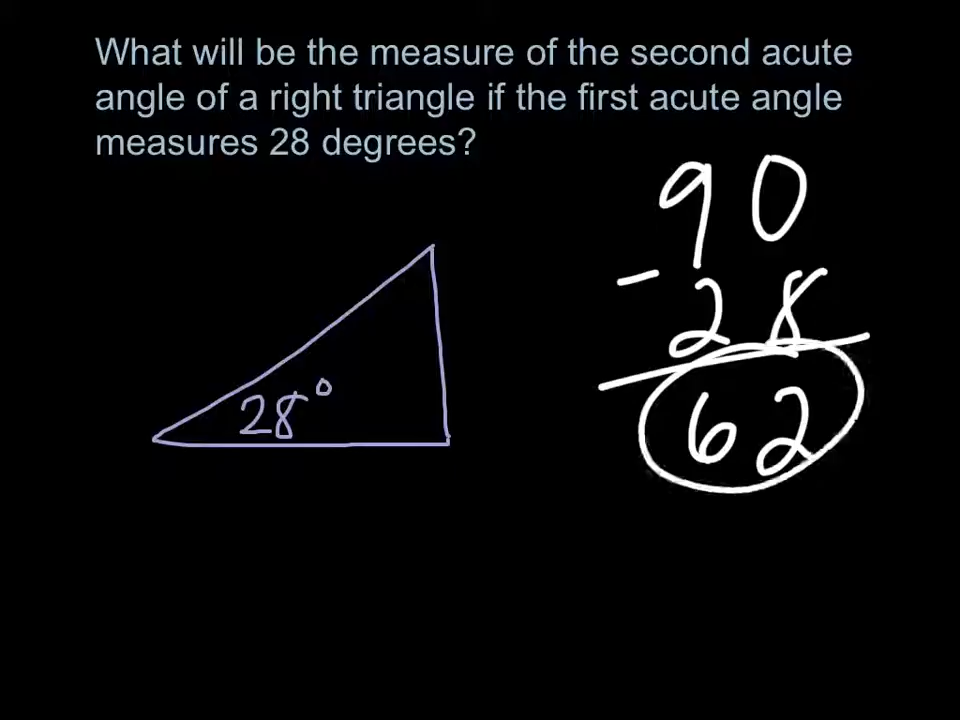 What will be the measure of the second acute
angle of a right triangle if the first acute angle
measures 28 degrees?
90
- 28
62
28°